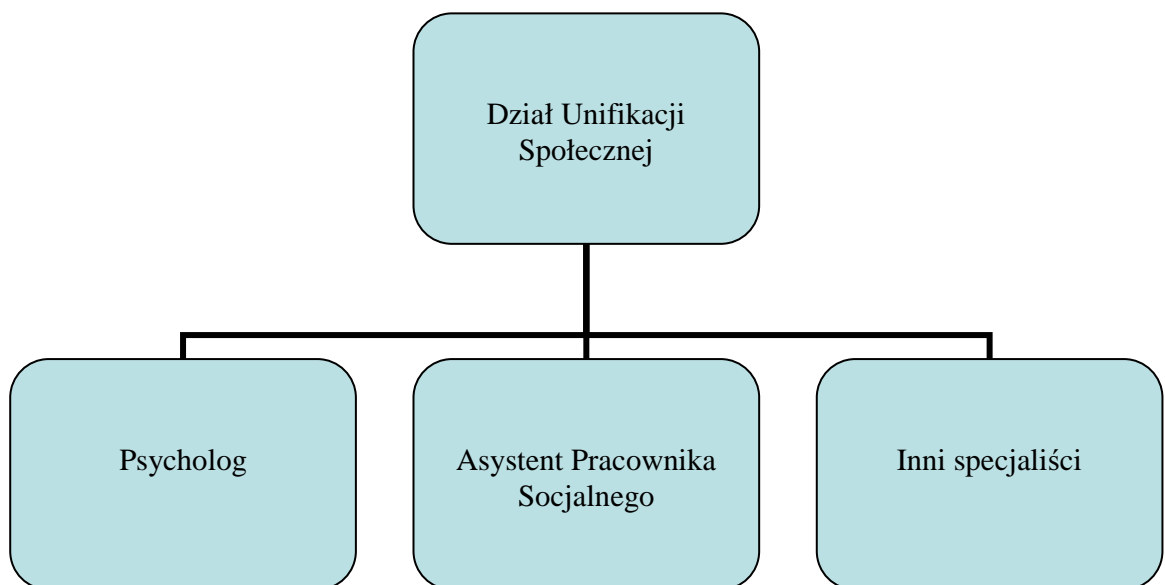 Dział Unifikacji
Społecznej
Psycholog
Asystent Pracownika
Socjalnego
Inni specjaliści